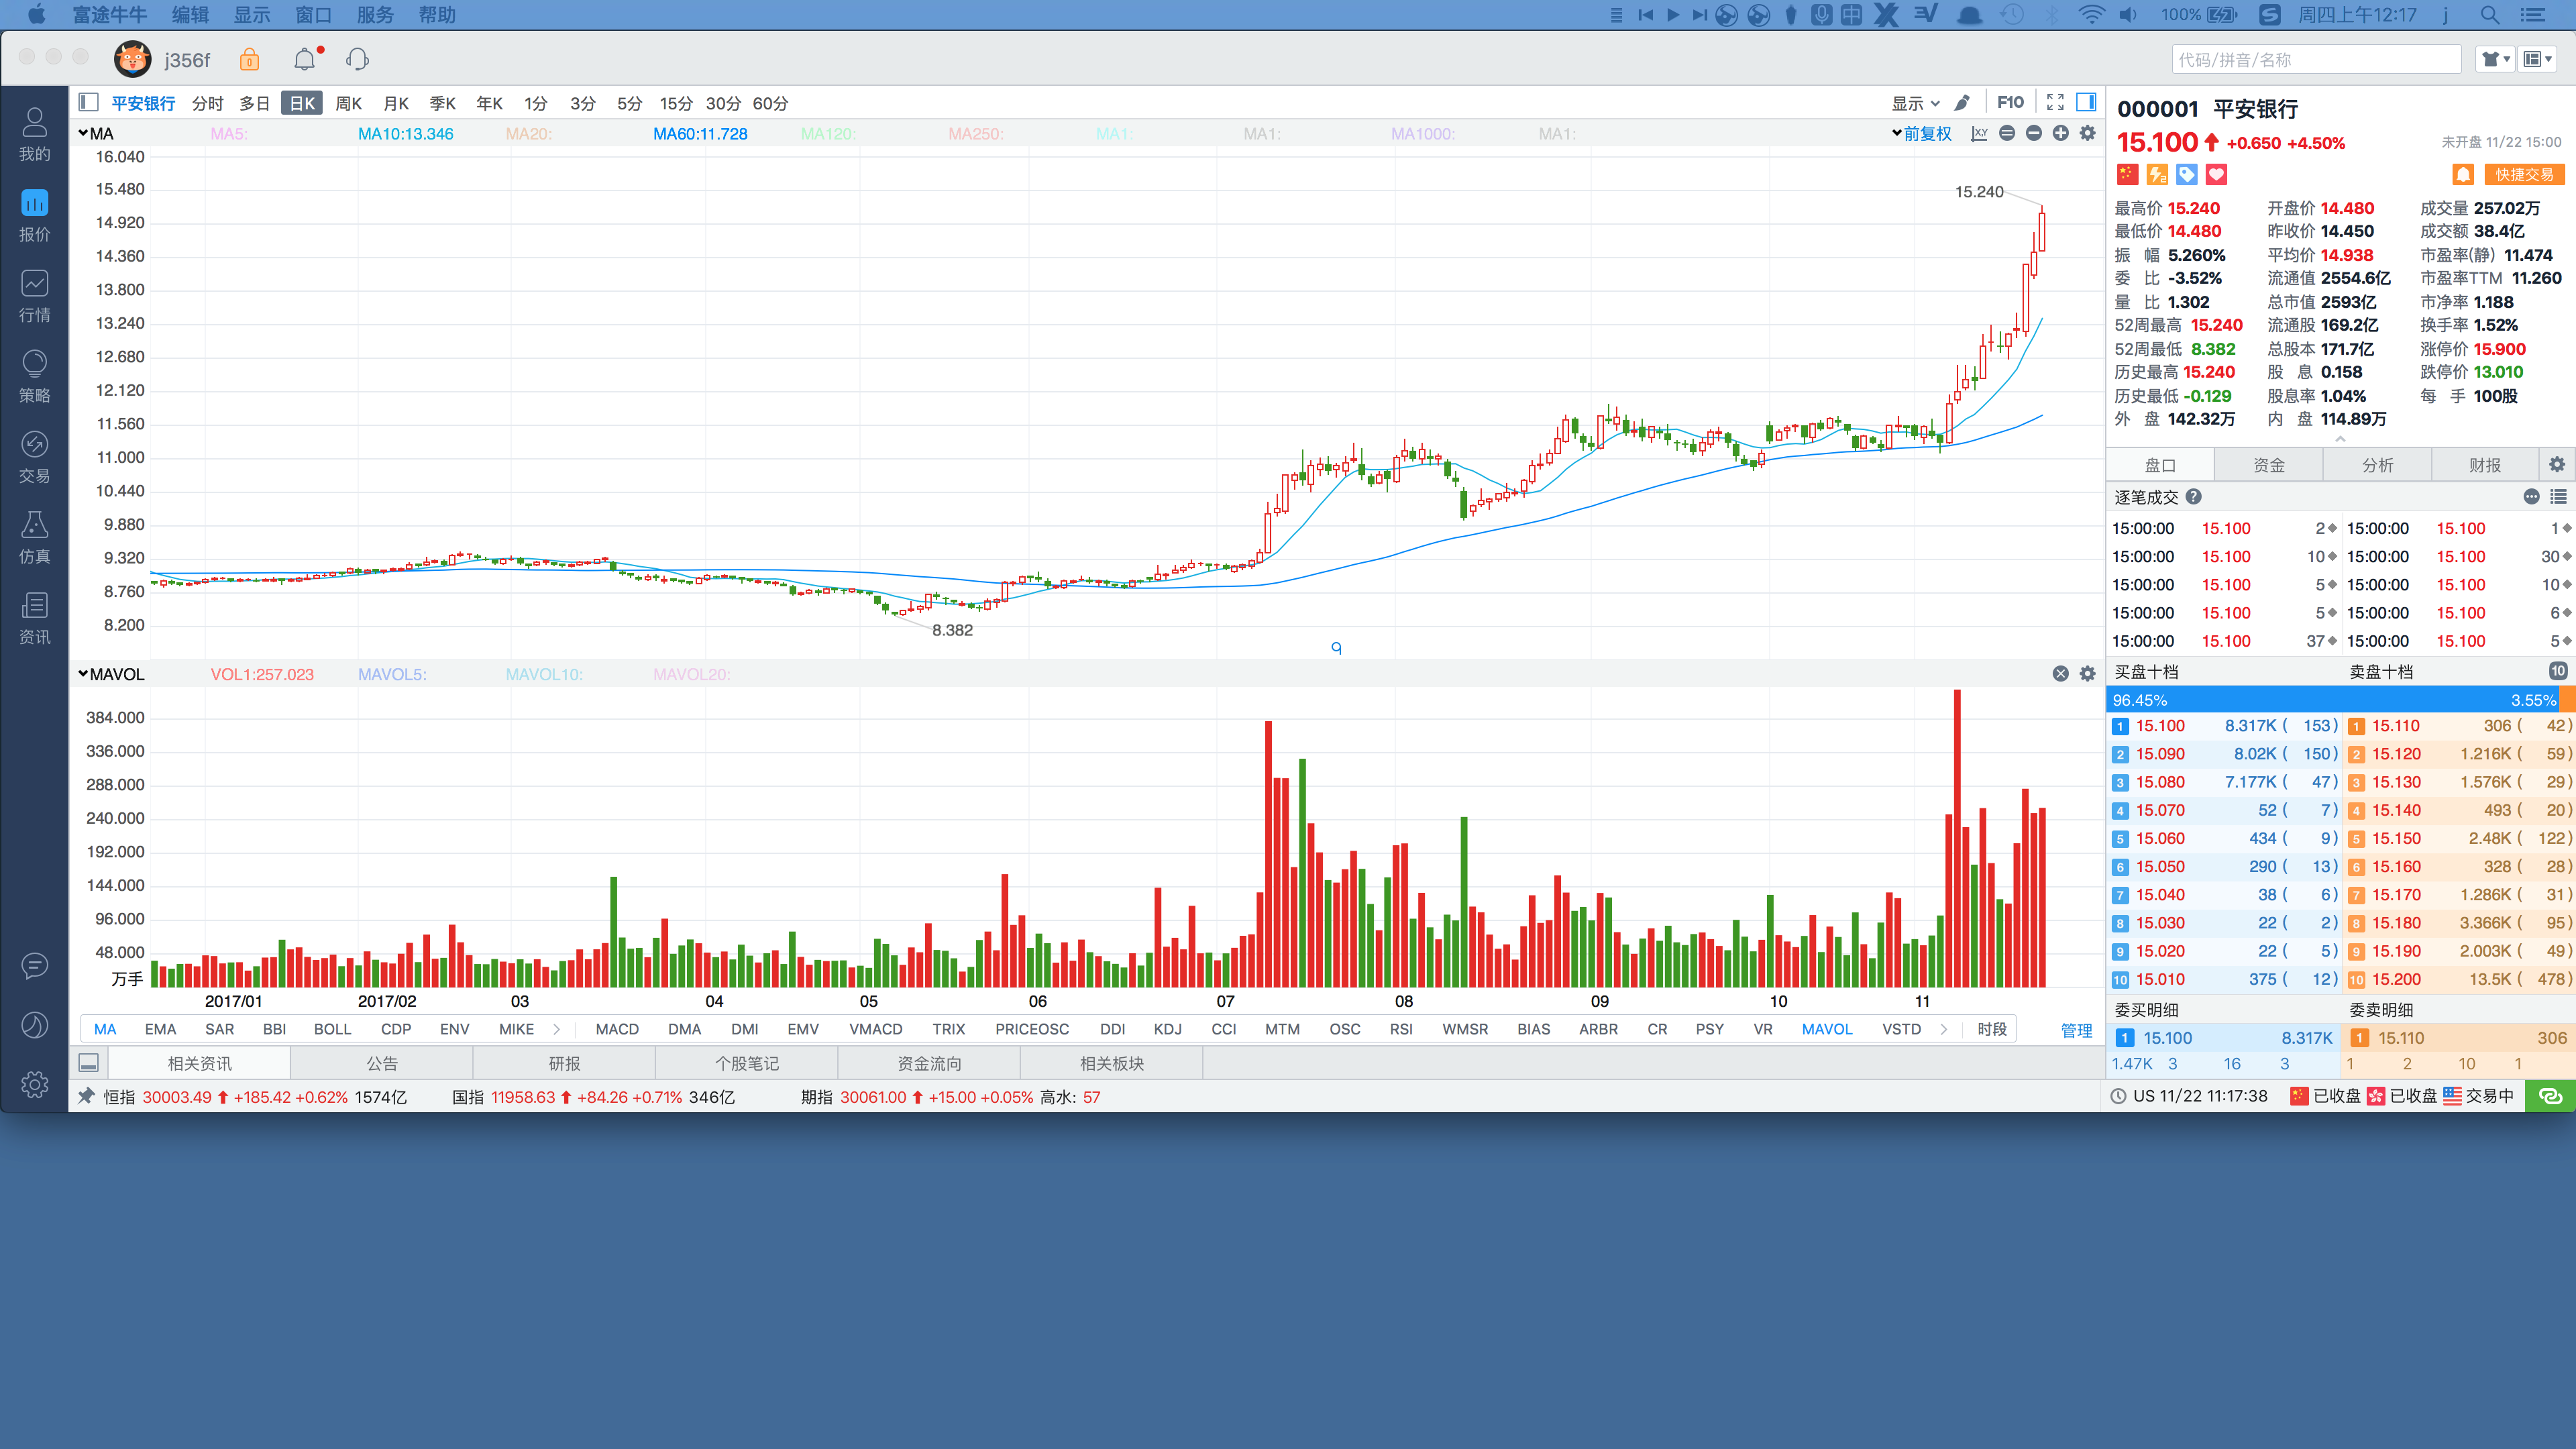 富途牛牛 编辑 显示 窗口 服务 帮助 中 100% 周四上午12:17 j
j356f 代码/拼音/名称
我的
报价
行情
策略
交易
仿真
资讯
平安银行 分时 多日 日K 周K 月K 季K 年K 1分 3分 5分 15分 30分 60分 显示 F10
MA MA5: MA10:13.346 MA20: MA60:11.728 MA120: MA250: MA1: MA1: MA1000: MA1: 前复权
16.040
15.480
14.920
14.360
13.800
13.240
12.680
12.120
11.560
11.000
10.440
9.880
9.320
8.760
8.200
15.240
8.382
q
MAVOL VOL1:257.023 MAVOL5: MAVOL10: MAVOL20:
384.000
336.000
288.000
240.000
192.000
144.000
96.000
48.000
万手
2017/01 2017/02 03 04 05 06 07 08 09 10 11
MA EMA SAR BBI BOLL CDP ENV MIKE MACD DMA DMI EMV VMACD TRIX PRICEOSC DDI KDJ CCI MTM OSC RSI WMSR BIAS ARBR CR PSY VR MAVOL VSTD 时段 管理
相关资讯 公告 研报 个股笔记 资金流向 相关板块
恒指 30003.49 +185.42 +0.62% 1574亿 国指 11958.63 +84.26 +0.71% 346亿 期指 30061.00 +15.00 +0.05% 高水: 57
000001 平安银行
15.100 +0.650 +4.50% 未开盘 11/22 15:00
快捷交易
最高价 15.240 开盘价 14.480 成交量 257.02万
最低价 14.480 昨收价 14.450 成交额 38.4亿
振 幅 5.260% 平均价 14.938 市盈率(静) 11.474
委 比 -3.52% 流通值 2554.6亿 市盈率TTM 11.260
量 比 1.302 总市值 2593亿 市净率 1.188
52周最高 15.240 流通股 169.2亿 换手率 1.52%
52周最低 8.382 总股本 171.7亿 涨停价 15.900
历史最高 15.240 股 息 0.158 跌停价 13.010
历史最低 -0.129 股息率 1.04% 每 手 100股
外 盘 142.32万 内 盘 114.89万
盘口 资金 分析 财报
逐笔成交
15:00:00 15.100 2 15:00:00 15.100 1
15:00:00 15.100 10 15:00:00 15.100 30
15:00:00 15.100 5 15:00:00 15.100 10
15:00:00 15.100 5 15:00:00 15.100 6
15:00:00 15.100 37 15:00:00 15.100 5
买盘十档 卖盘十档 10
96.45% 3.55%
1 15.100 8.317K ( 153) 1 15.110 306 ( 42)
2 15.090 8.02K ( 150) 2 15.120 1.216K ( 59)
3 15.080 7.177K ( 47) 3 15.130 1.576K ( 29)
4 15.070 52 ( 7) 4 15.140 493 ( 20)
5 15.060 434 ( 9) 5 15.150 2.48K ( 122)
6 15.050 290 ( 13) 6 15.160 328 ( 28)
7 15.040 38 ( 6) 7 15.170 1.286K ( 31)
8 15.030 22 ( 2) 8 15.180 3.366K ( 95)
9 15.020 22 ( 5) 9 15.190 2.003K ( 49)
10 15.010 375 ( 12) 10 15.200 13.5K ( 478)
委买明细 委卖明细
1 15.100 8.317K 1 15.110 306
1.47K 3 16 3 1 2 10 1
US 11/22 11:17:38 已收盘 已收盘 交易中